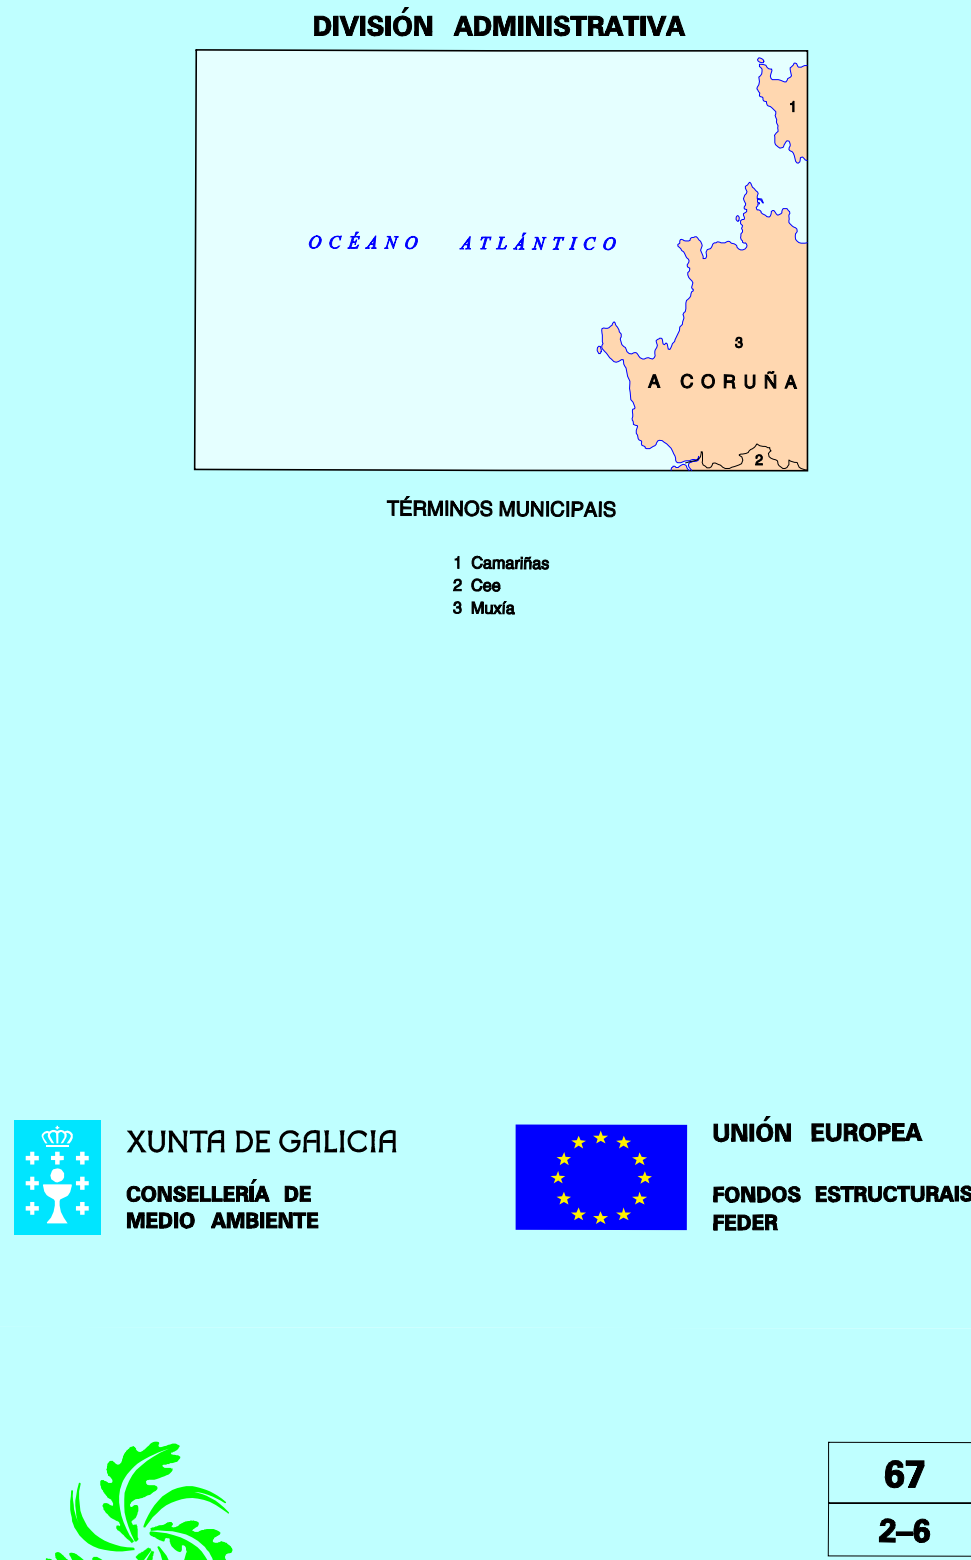 DIVISIÓN ADMINISTRATIVA
1
OCÉANO ATLÁNTICO
3
A CORUÑA
2
TÉRMINOS MUNICIPAIS
1 Camariñas
2 Cee
3 Muxía
XUNTA DE GALICIA
CONSELLERÍA DE
MEDIO AMBIENTE
UNIÓN EUROPEA
FONDOS ESTRUCTURAIS
FEDER
67
2–6